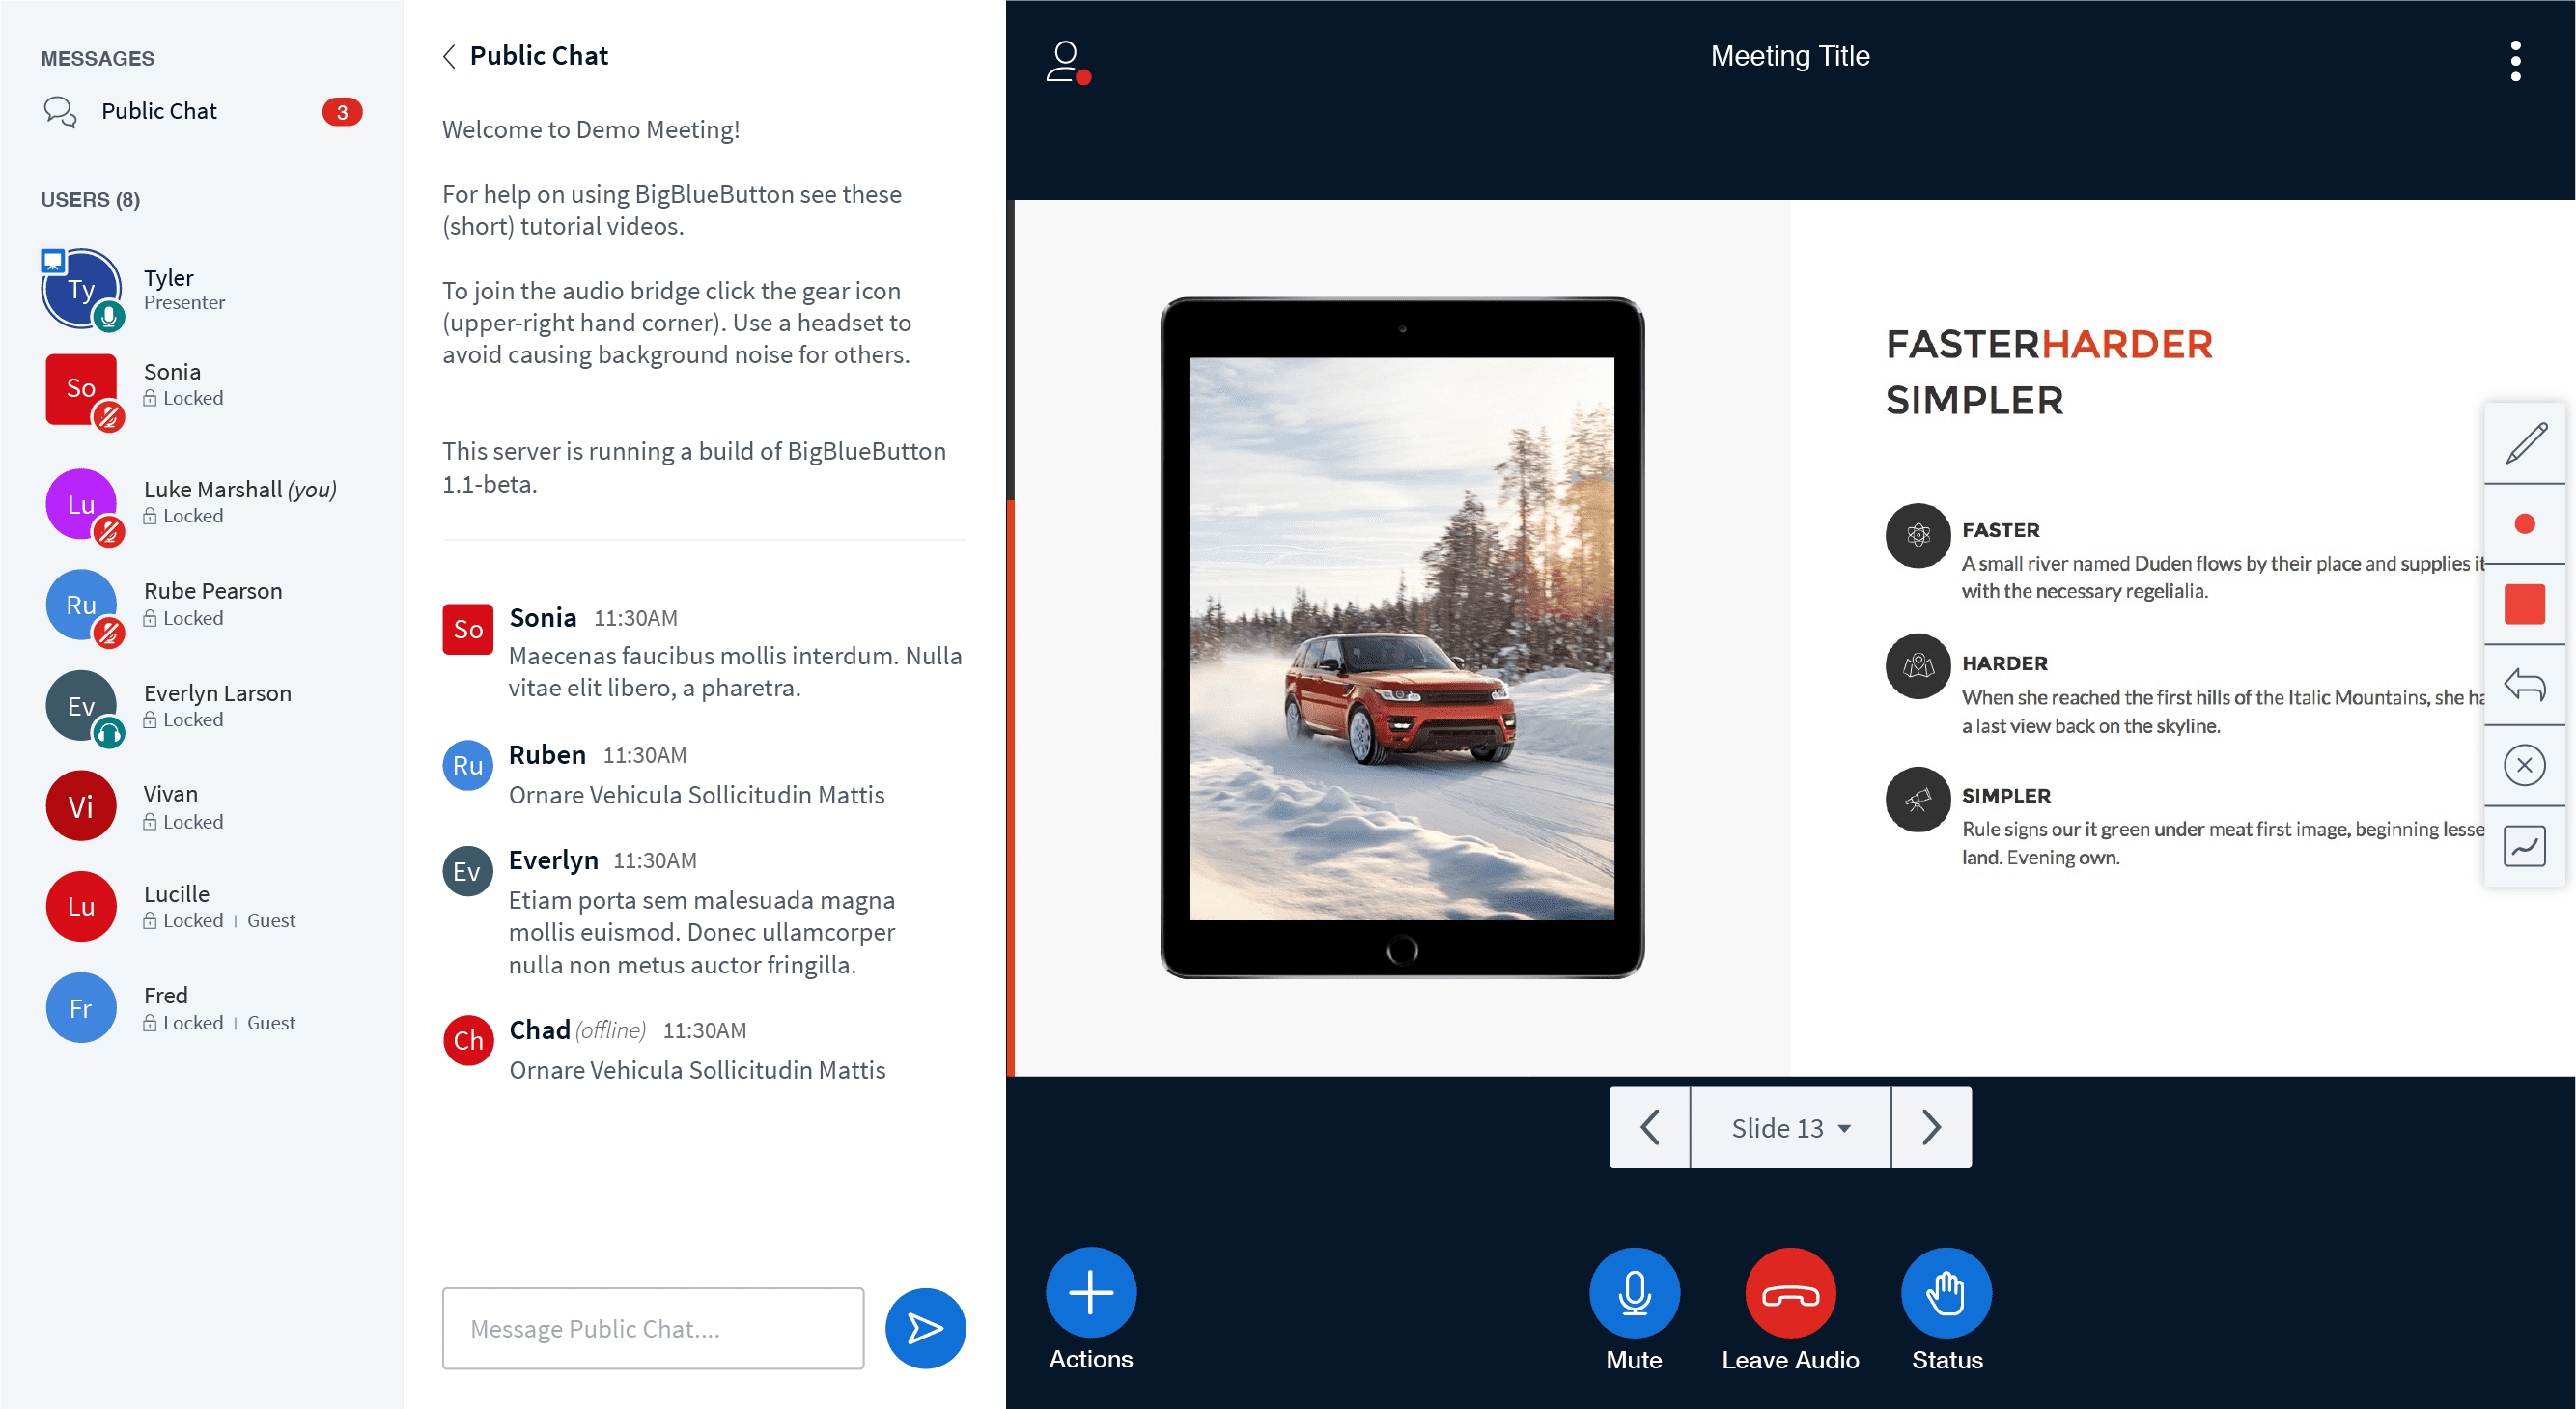 MESSAGES
Public Chat
3
USERS (8)
Ty
Tyler
Presenter
So
Sonia
Locked
Lu
Luke Marshall (you)
Locked
Ru
Rube Pearson
Locked
Ev
Everlyn Larson
Locked
Vi
Vivan
Locked
Lu
Lucille
Locked | Guest
Fr
Fred
Locked | Guest
Public Chat
Welcome to Demo Meeting!
For help on using BigBlueButton see these
(short) tutorial videos.
To join the audio bridge click the gear icon
(upper-right hand corner). Use a headset to
avoid causing background noise for others.
This server is running a build of BigBlueButton
1.1-beta.
So
Sonia 11:30AM
Maecenas faucibus mollis interdum. Nulla
vitae elit libero, a pharetra.
Ru
Ruben 11:30AM
Ornare Vehicula Sollicitudin Mattis
Ev
Everlyn 11:30AM
Etiam porta sem malesuada magna
mollis euismod. Donec ullamcorper
nulla non metus auctor fringilla.
Ch
Chad (offline) 11:30AM
Ornare Vehicula Sollicitudin Mattis
Message Public Chat....
Meeting Title
FASTERHARDER
SIMPLER
FASTER
A small river named Duden flows by their place and supplies it
with the necessary regelialia.
HARDER
When she reached the first hills of the Italic Mountains, she ha
a last view back on the skyline.
SIMPLER
Rule signs our it green under meat first image, beginning lesse
land. Evening own.
Slide 13
Actions
Mute
Leave Audio
Status